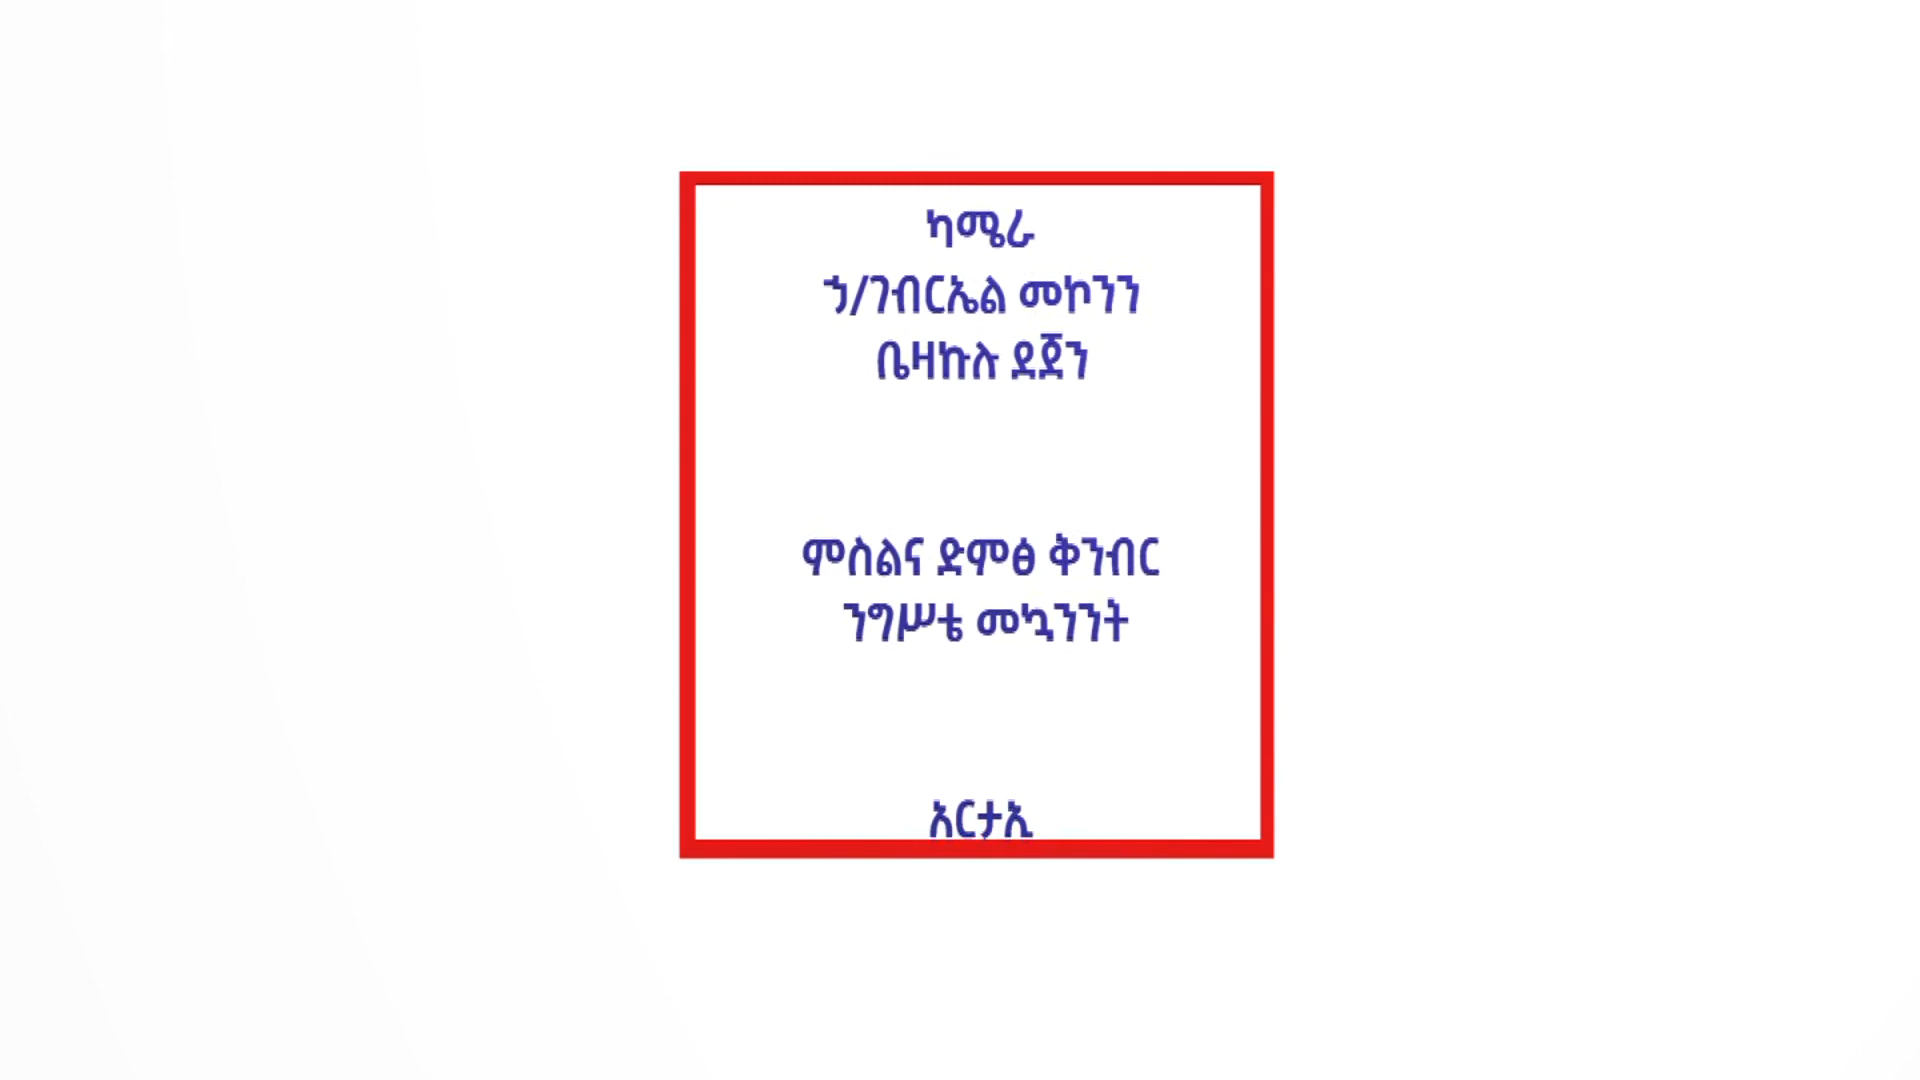 ካሜራ
ኃ/ገብርኤል መኮንን
ቤዛኩሉ ደጀን
ምስልና ድምፅ ቅንብር
ንግሥቴ መኳንንት
አርታኢ